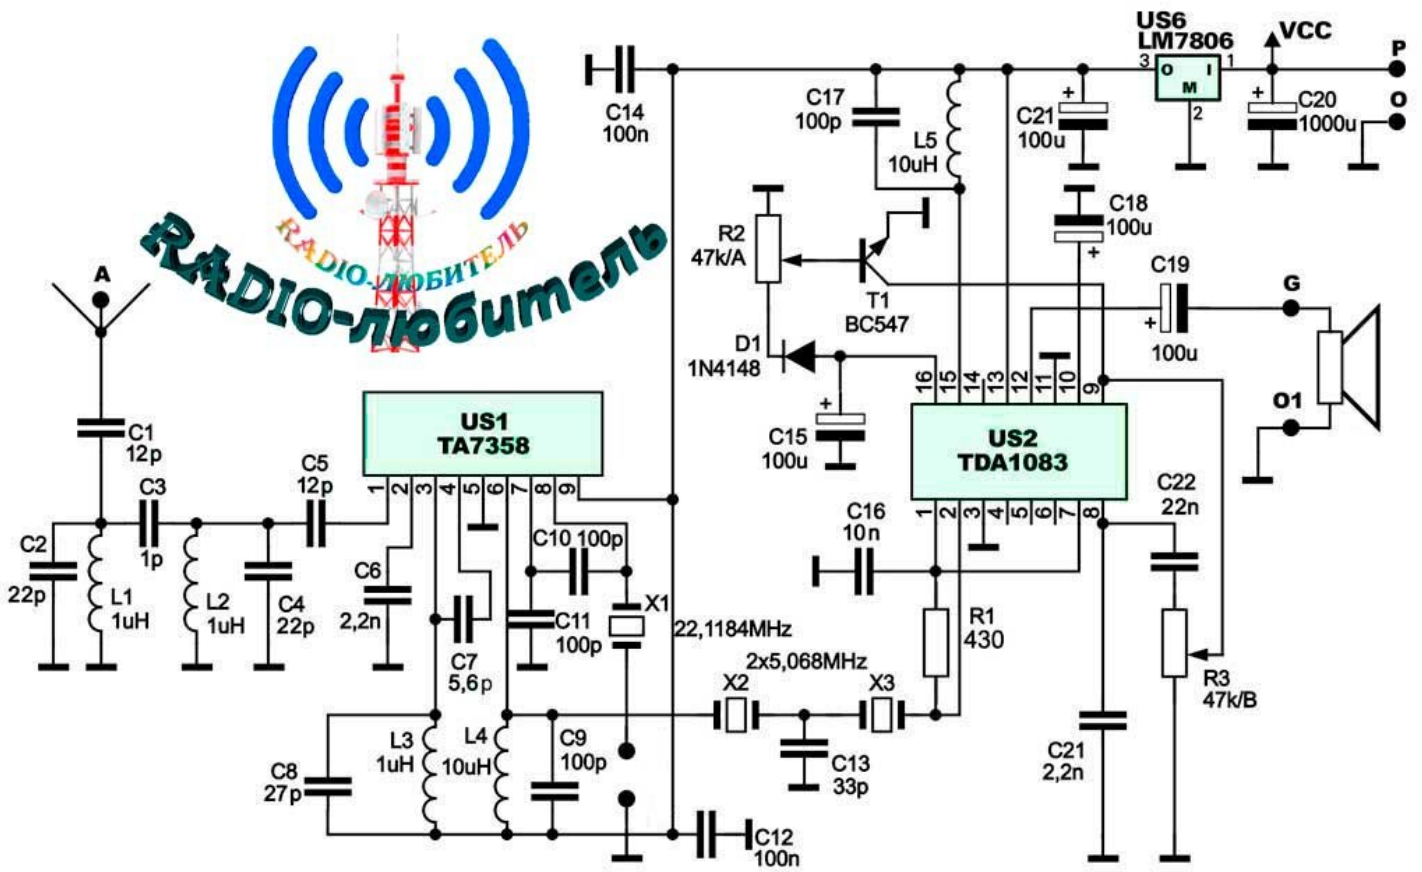 US6
LM7806
VCC
P
3
O
I
1
M
2
O
C14
100n
C17
100p
L5
10uH
C21
100u
+
+
C20
1000u
RADIO-ЛЮБИТЕЛЬ
RADIO-любитель
R2
47k/A
T1
BC547
C18
100u
+
C19
+
100u
G
O1
A
D1
1N4148
C15
100u
+
16
15
14
13
12
11
10
9
US2
TDA1083
1
2
3
4
5
6
7
8
US1
TA7358
1
2
3
4
5
6
7
8
9
C1
12p
C3
1p
C5
12p
C2
22p
L1
1uH
L2
1uH
C4
22p
C6
2,2n
C7
5,6p
C10 100p
C11
100p
X1
22,1184MHz
C16
10n
R1
430
C22
22n
R3
47k/B
2x5,068MHz
X2
X3
C13
33p
C21
2,2n
C8
27p
L3
1uH
L4
10uH
C9
100p
C12
100n